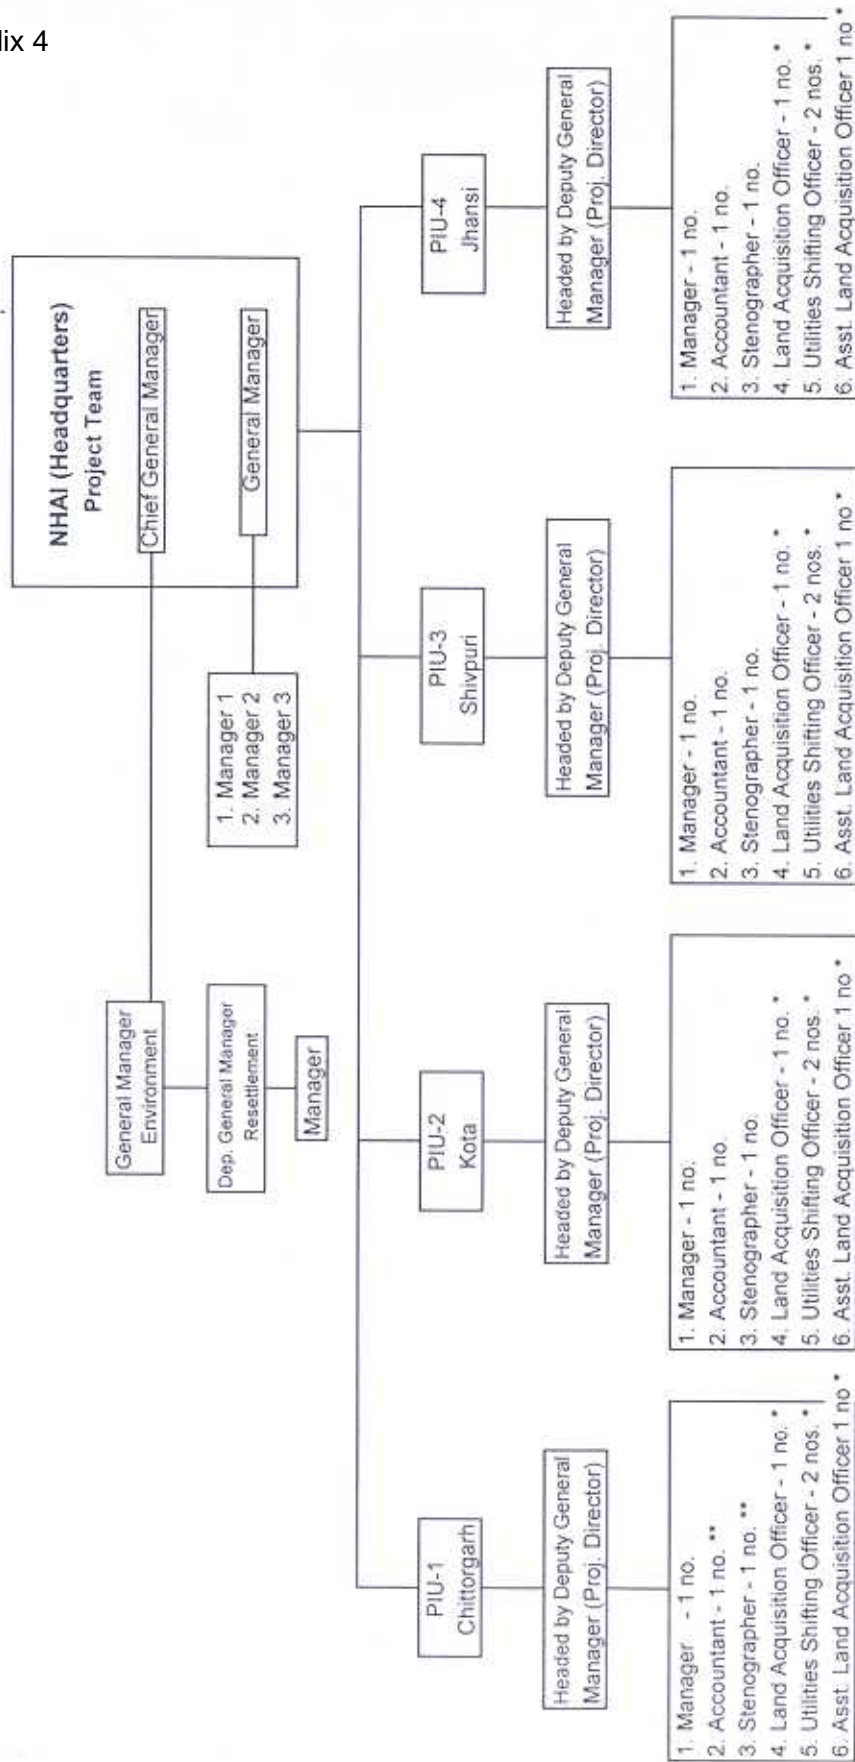 lix 4
NHAI (Headquarters)
Project Team
Chief General Manager
General Manager
General Manager
Environment
Dep. General Manager
Resettlement
Manager
1. Manager 1
2. Manager 2
3. Manager 3
PIU-1
Chittorgarh
Headed by Deputy General
Manager (Proj. Director)
1. Manager - 1 no.
2. Accountant - 1 no. **
3. Stenographer - 1 no. **
4. Land Acquisition Officer - 1 no. *
5. Utilities Shifting Officer - 2 nos. *
6. Asst. Land Acquisition Officer 1 no *
PIU-2
Kota
Headed by Deputy General
Manager (Proj. Director)
1. Manager - 1 no.
2. Accountant - 1 no.
3. Stenographer - 1 no.
4. Land Acquisition Officer - 1 no. *
5. Utilities Shifting Officer - 2 nos. *
6. Asst. Land Acquisition Officer 1 no *
PIU-3
Shivpuri
Headed by Deputy General
Manager (Proj. Director)
1. Manager - 1 no.
2. Accountant - 1 no.
3. Stenographer - 1 no.
4. Land Acquisition Officer - 1 no. *
5. Utilities Shifting Officer - 2 nos. *
6. Asst. Land Acquisition Officer 1 no *
PIU-4
Jhansi
Headed by Deputy General
Manager (Proj. Director)
1. Manager - 1 no.
2. Accountant - 1 no.
3. Stenographer - 1 no.
4. Land Acquisition Officer - 1 no. *
5. Utilities Shifting Officer - 2 nos. *
6. Asst. Land Acquisition Officer 1 no *